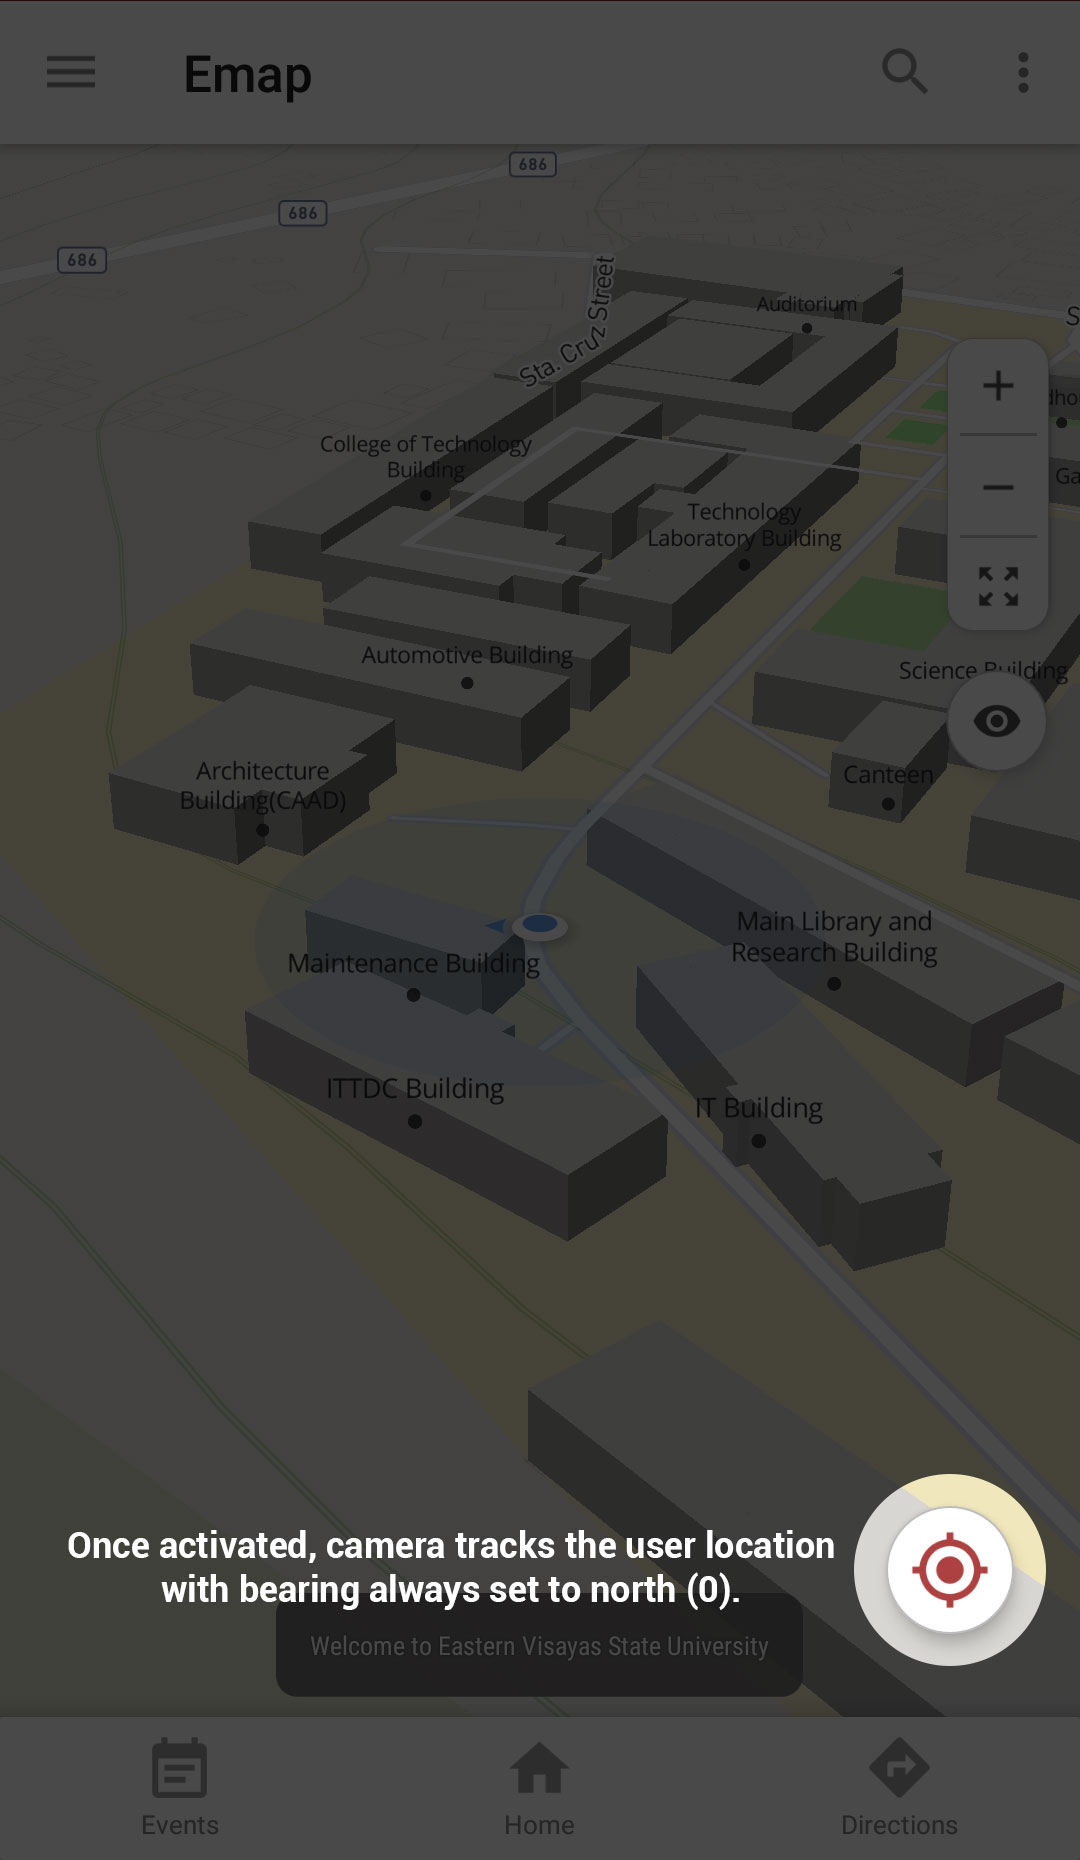 Emap
686
686
686
Sta. Cruz Street
Auditorium
College of Technology
Building
Technology
Laboratory Building
Automotive Building
Science Building
Architecture
Building(CAAD)
Canteen
Main Library and
Research Building
Maintenance Building
ITTDC Building
IT Building
Once activated, camera tracks the user location
with bearing always set to north (0).
Welcome to Eastern Visayas State University
Events
Home
Directions